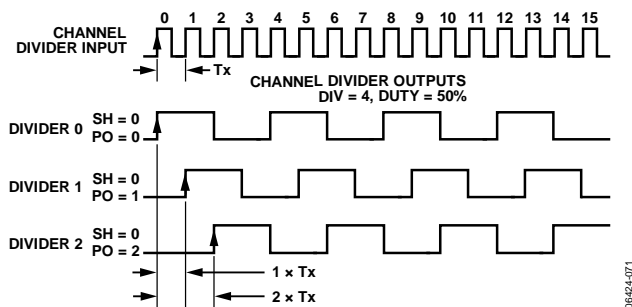 0 1 2 3 4 5 6 7 8 9 10 11 12 13 14 15
CHANNEL
DIVIDER INPUT
Tx
CHANNEL DIVIDER OUTPUTS
DIV = 4, DUTY = 50%
DIVIDER 0
SH = 0
PO = 0
DIVIDER 1
SH = 0
PO = 1
DIVIDER 2
SH = 0
PO = 2
1 × Tx
2 × Tx
06424-071